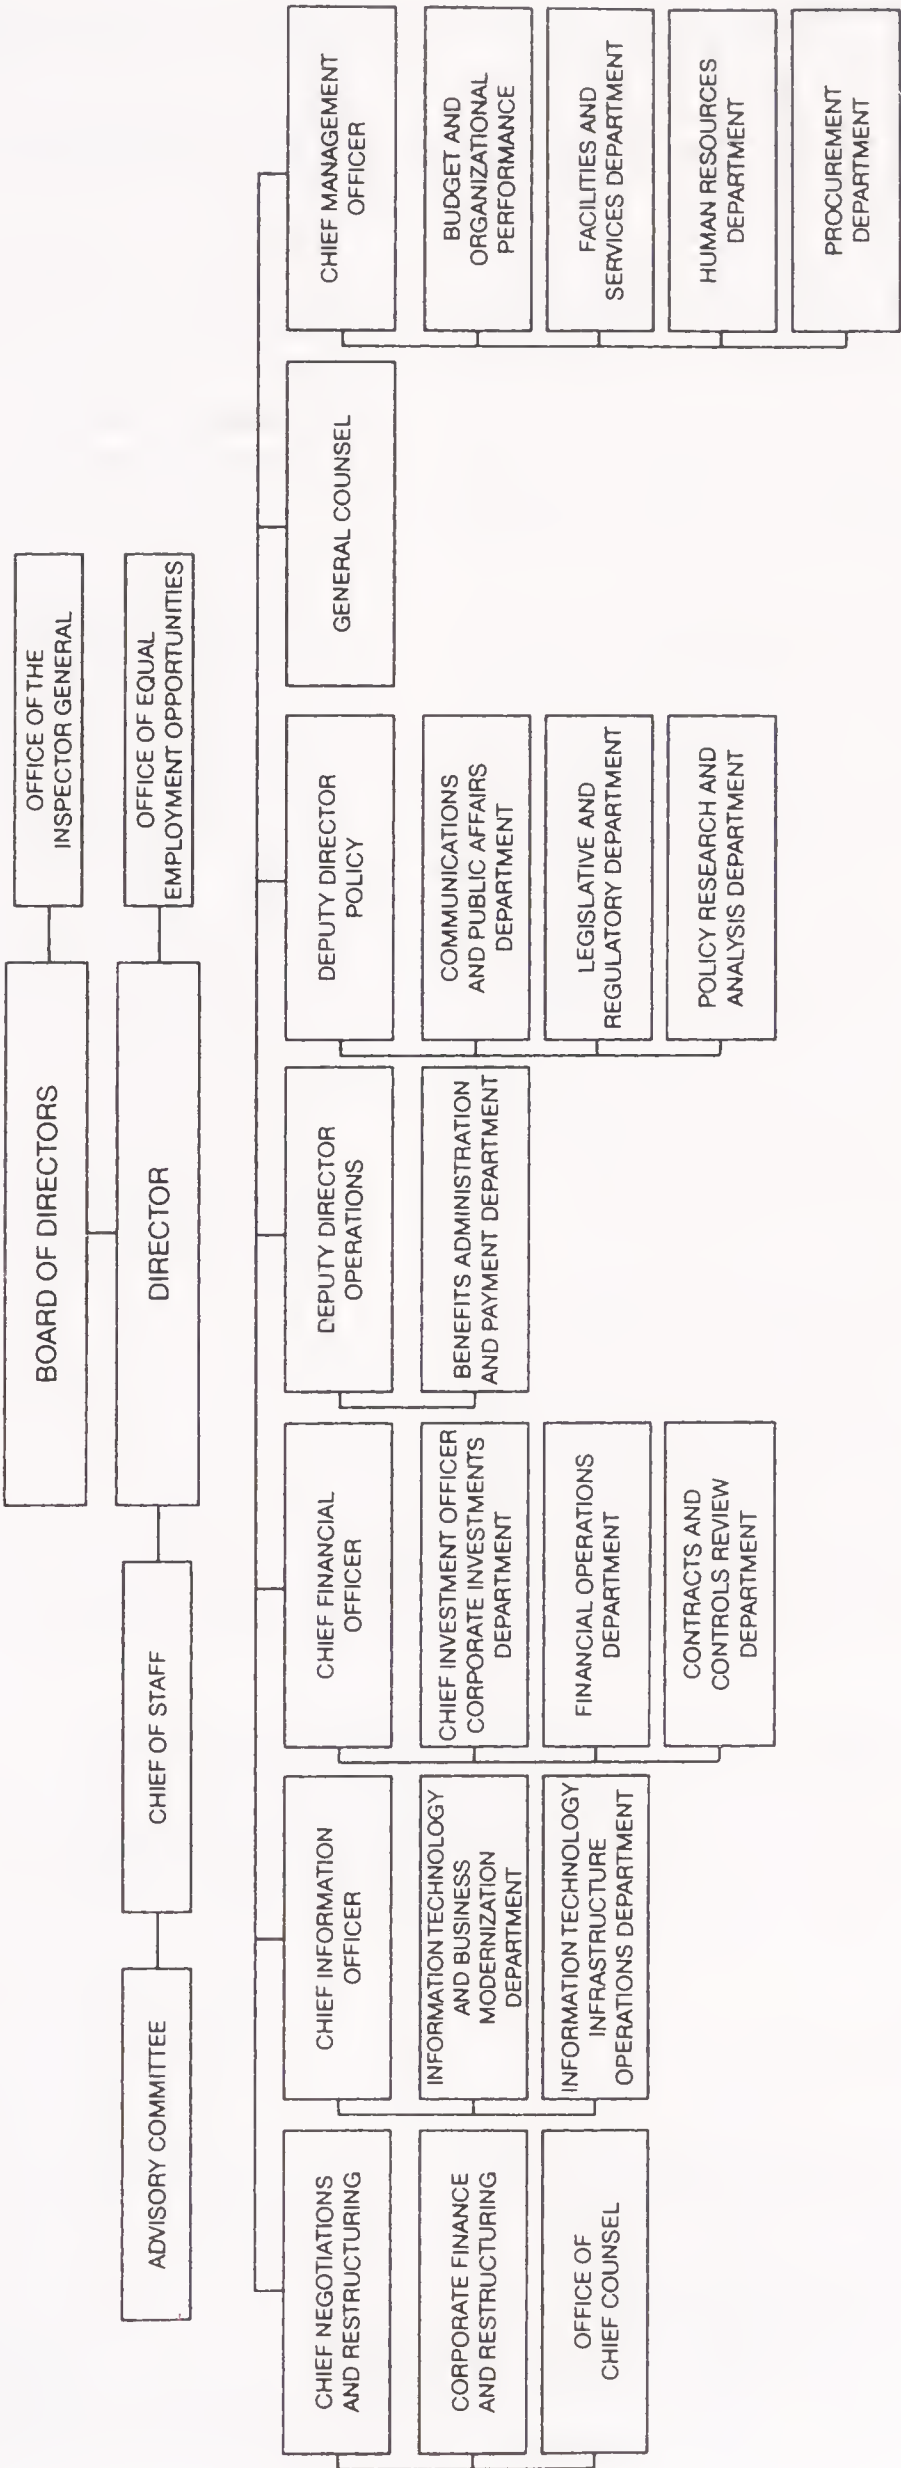 BOARD OF DIRECTORS
OFFICE OF THE
INSPECTOR GENERAL
ADVISORY COMMITTEE
CHIEF OF STAFF
DIRECTOR
OFFICE OF EQUAL
EMPLOYMENT OPPORTUNITIES
CHIEF NEGOTIATIONS
AND RESTRUCTURING
CORPORATE FINANCE
AND RESTRUCTURING
OFFICE OF
CHIEF COUNSEL
CHIEF INFORMATION
OFFICER
INFORMATION TECHNOLOGY
AND BUSINESS
MODERNIZATION
DEPARTMENT
INFORMATION TECHNOLOGY
INFRASTRUCTURE
OPERATIONS DEPARTMENT
CHIEF FINANCIAL
OFFICER
CHIEF INVESTMENT OFFICER
CORPORATE INVESTMENTS
DEPARTMENT
FINANCIAL OPERATIONS
DEPARTMENT
CONTRACTS AND
CONTROLS REVIEW
DEPARTMENT
DEPUTY DIRECTOR
OPERATIONS
BENEFITS ADMINISTRATION
AND PAYMENT DEPARTMENT
DEPUTY DIRECTOR
POLICY
COMMUNICATIONS
AND PUBLIC AFFAIRS
DEPARTMENT
LEGISLATIVE AND
REGULATORY DEPARTMENT
POLICY RESEARCH AND
ANALYSIS DEPARTMENT
GENERAL COUNSEL
CHIEF MANAGEMENT
OFFICER
BUDGET AND
ORGANIZATIONAL
PERFORMANCE
FACILITIES AND
SERVICES DEPARTMENT
HUMAN RESOURCES
DEPARTMENT
PROCUREMENT
DEPARTMENT